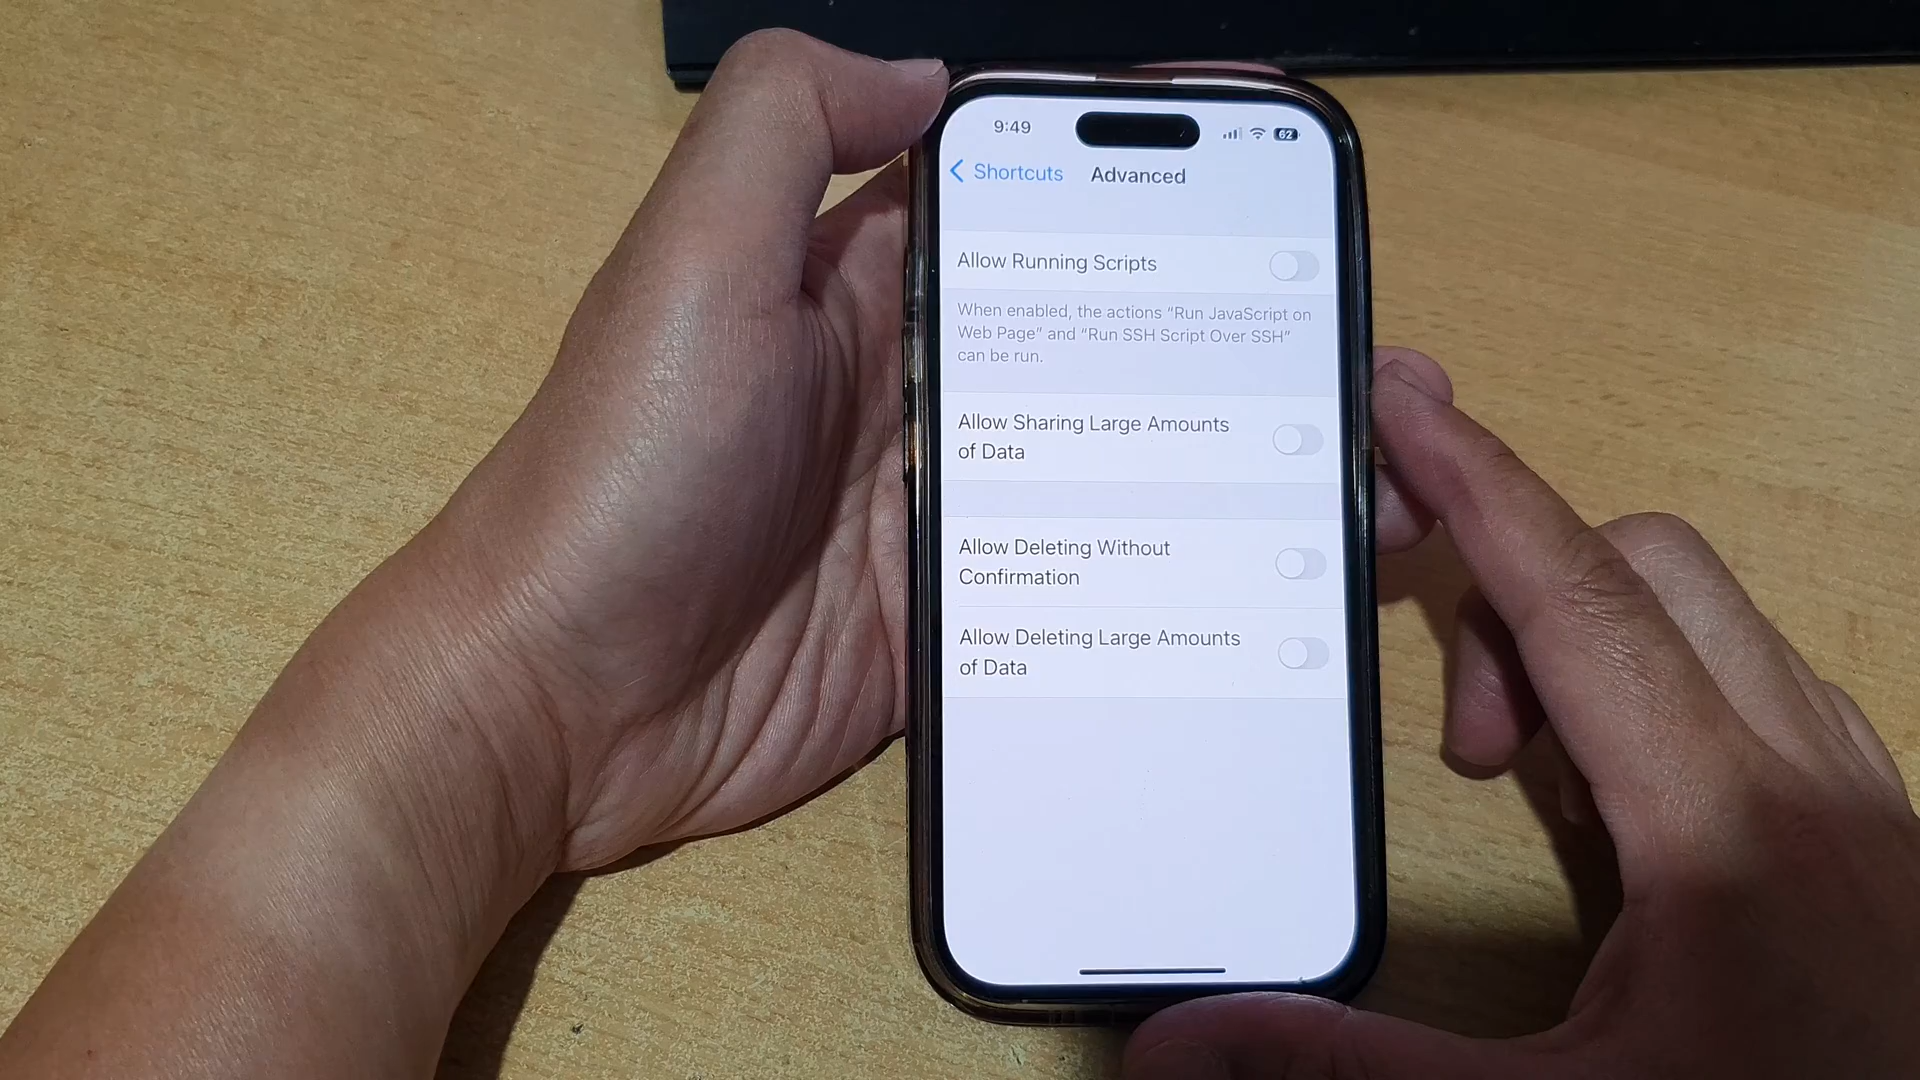 9:49
62
Shortcuts
Advanced
Allow Running Scripts
When enabled, the actions “Run JavaScript on
Web Page” and “Run SSH Script Over SSH”
can be run.
Allow Sharing Large Amounts
of Data
Allow Deleting Without
Confirmation
Allow Deleting Large Amounts
of Data